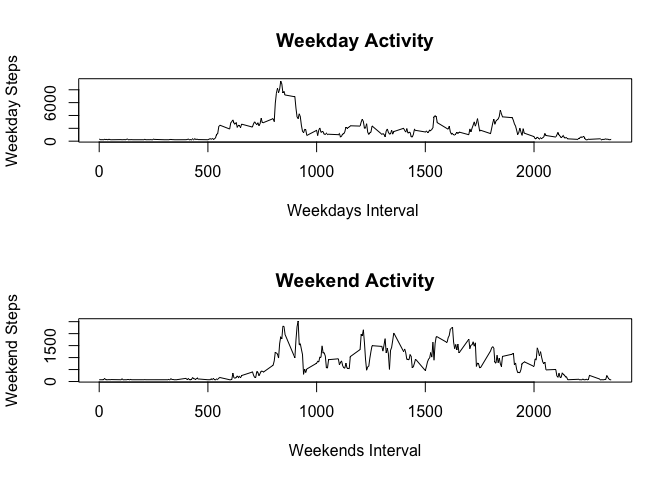 Weekday Activity
Weekday Steps
6000
0
0 500 1000 1500 2000
Weekdays Interval
Weekend Activity
Weekend Steps
1500
0
0 500 1000 1500 2000
Weekends Interval